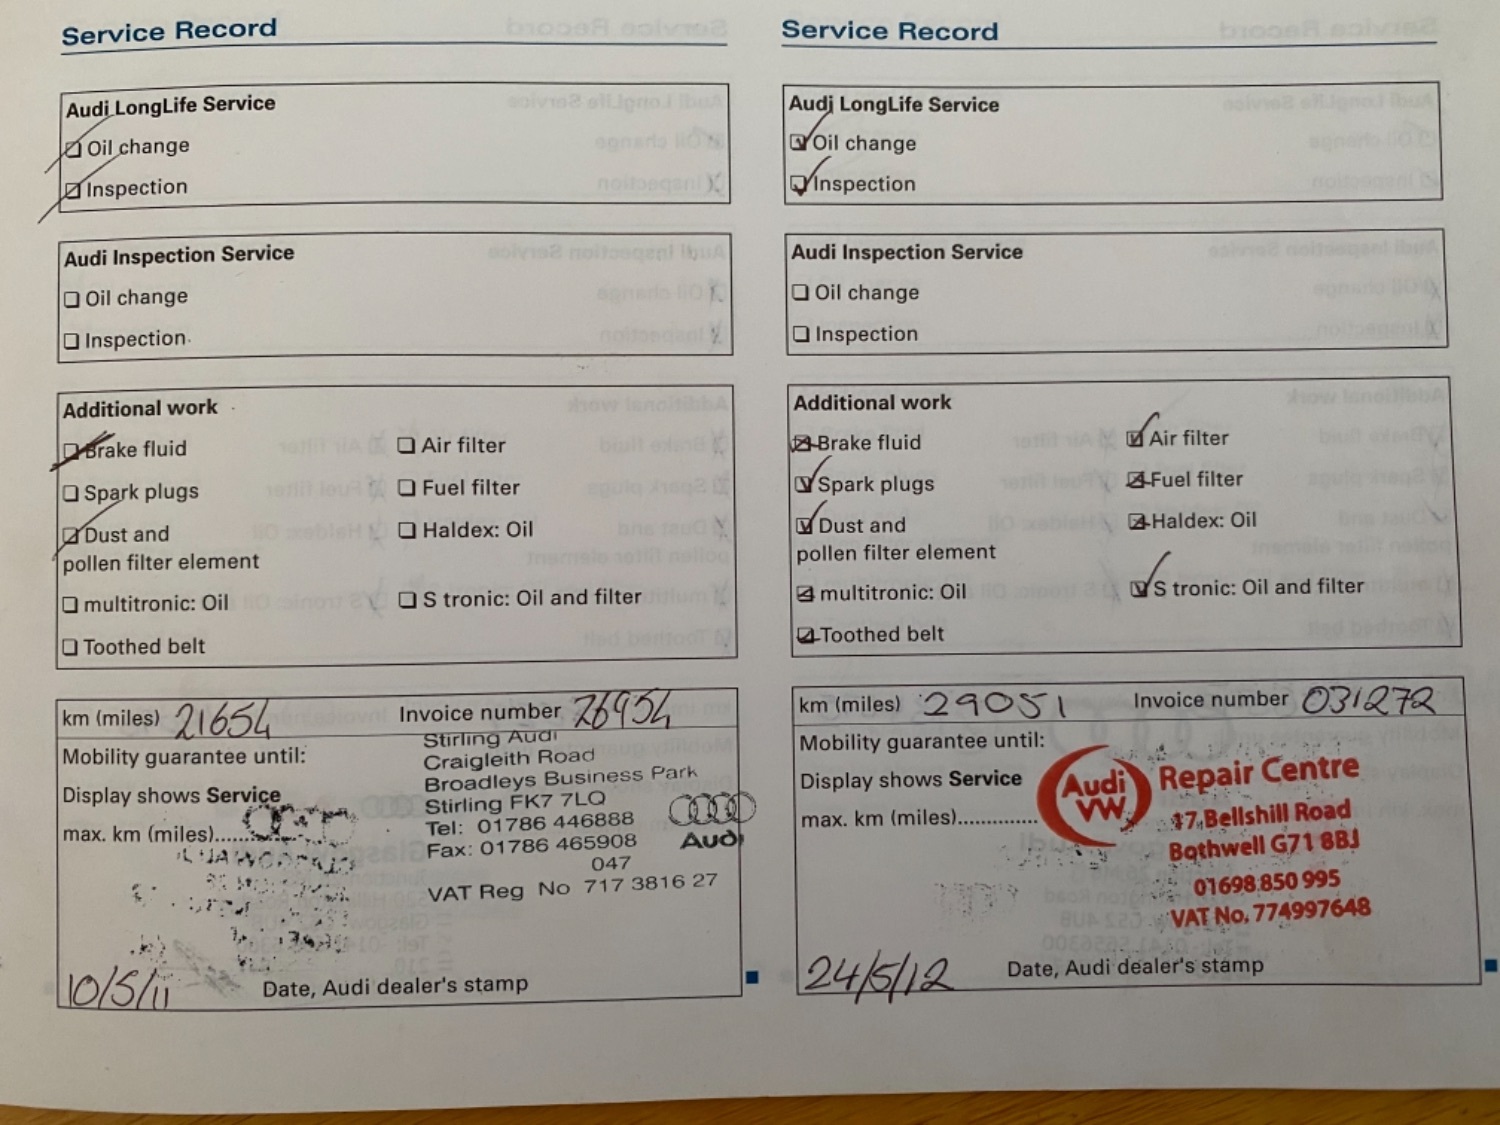 Service Record
Audi LongLife Service
Oil change
Inspection
Audi Inspection Service
Oil change
Inspection
Additional work
Brake fluid
Air filter
Spark plugs
Fuel filter
Dust and
pollen filter element
Haldex: Oil
multitronic: Oil
S tronic: Oil and filter
Toothed belt
km (miles) 21654
Invoice number 26954
Mobility guarantee until:
Display shows Service
max. km (miles).....
Stirling Audi
Craigleith Road
Broadleys Business Park
Stirling FK7 7LQ
Tel: 01786 446888
Fax: 01786 465908
047
VAT Reg No 717 3816 27
Audi
10/5/11
Date, Audi dealer's stamp
Service Record
Audi LongLife Service
Oil change
Inspection
Audi Inspection Service
Oil change
Inspection
Additional work
Brake fluid
Air filter
Spark plugs
Fuel filter
Dust and
pollen filter element
Haldex: Oil
multitronic: Oil
S tronic: Oil and filter
Toothed belt
km (miles) 29051
Invoice number 031272
Mobility guarantee until:
Display shows Service
max. km (miles).............
Audi
VW
Repair Centre
17 Bellshill Road
Bothwell G71 8BJ
01698 850 995
VAT No. 774997648
24/5/12
Date, Audi dealer's stamp